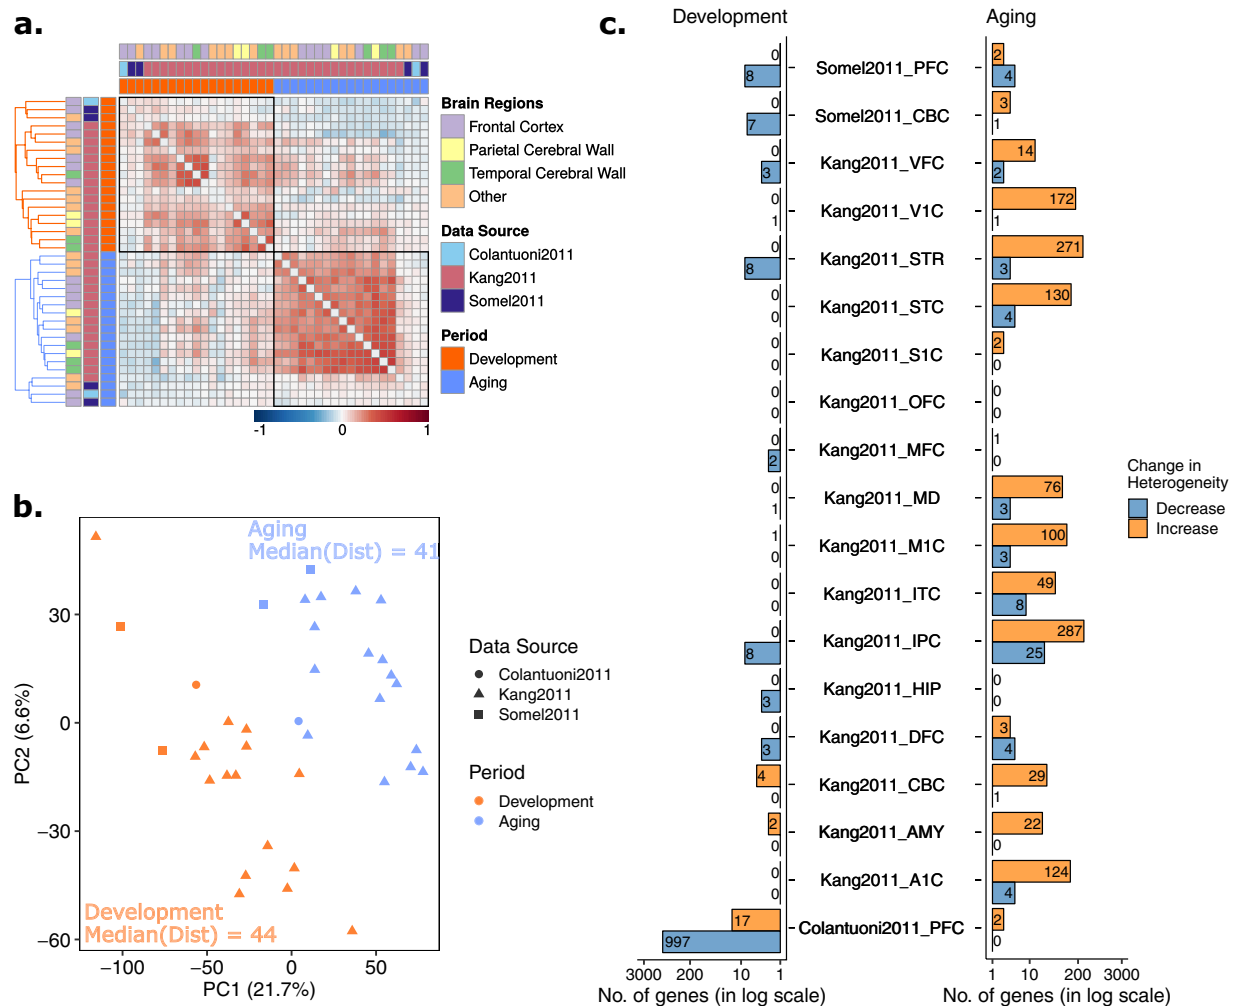 a.
Brain Regions
Frontal Cortex
Parietal Cerebral Wall
Temporal Cerebral Wall
Other
Data Source
Colantuoni2011
Kang2011
Somel2011
Period
Development
Aging
-1 0 1
b.
Aging
Median(Dist) = 41
Development
Median(Dist) = 44
PC2 (6.6%)
30
0
−30
−60
−100 −50 0 50
PC1 (21.7%)
Data Source
Colantuoni2011
Kang2011
Somel2011
Period
Development
Aging
c.
Development Aging
0 2
8 Somel2011_PFC 4
0 3
7 Somel2011_CBC 1
0 14
3 Kang2011_VFC 2
0 172
1 Kang2011_V1C 1
0 271
8 Kang2011_STR 3
0 130
0 Kang2011_STC 4
0 2
0 Kang2011_S1C 0
0 0
0 Kang2011_OFC 0
0 1
2 Kang2011_MFC 0
0 76
1 Kang2011_MD 3
1 100
0 Kang2011_M1C 3
0 49
0 Kang2011_ITC 8
0 287
8 Kang2011_IPC 25
0 0
3 Kang2011_HIP 0
0 3
3 Kang2011_DFC 4
4 29
0 Kang2011_CBC 1
2 22
0 Kang2011_AMY 0
0 124
0 Kang2011_A1C 4
17 2
997 Colantuoni2011_PFC 0
3000 200 10 1 1 10 200 3000
No. of genes (in log scale) No. of genes (in log scale)
Change in
Heterogeneity
Decrease
Increase